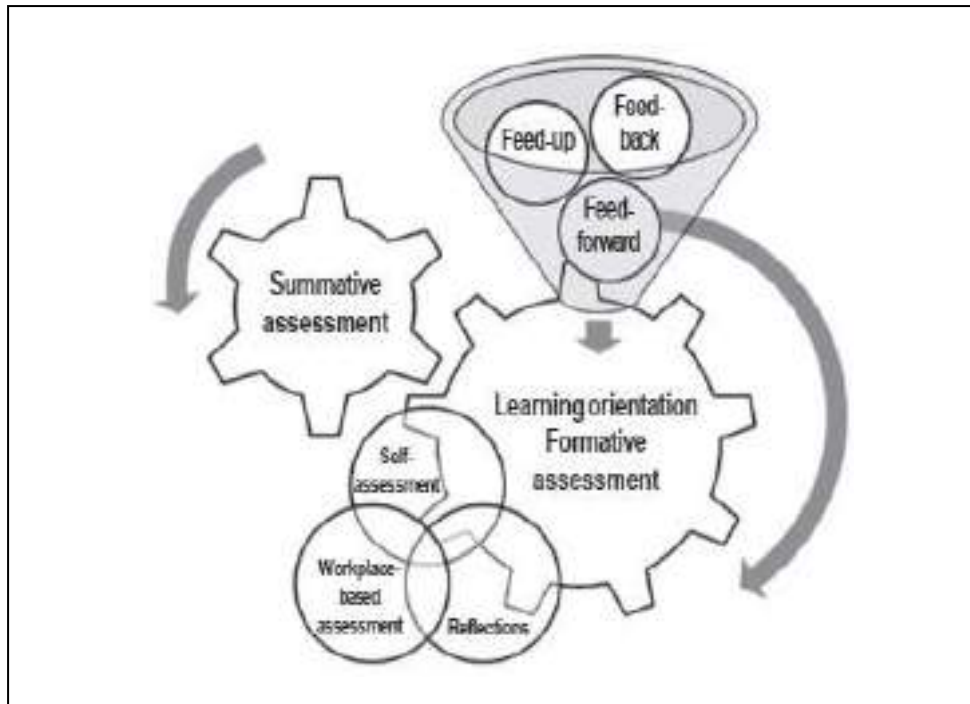 Feed-up
Feed-
back
Feed-
forward
Summative
assessment
Learning orientation
Formative
assessment
Self-
assessment
Workplace-
based
assessment
Reflections